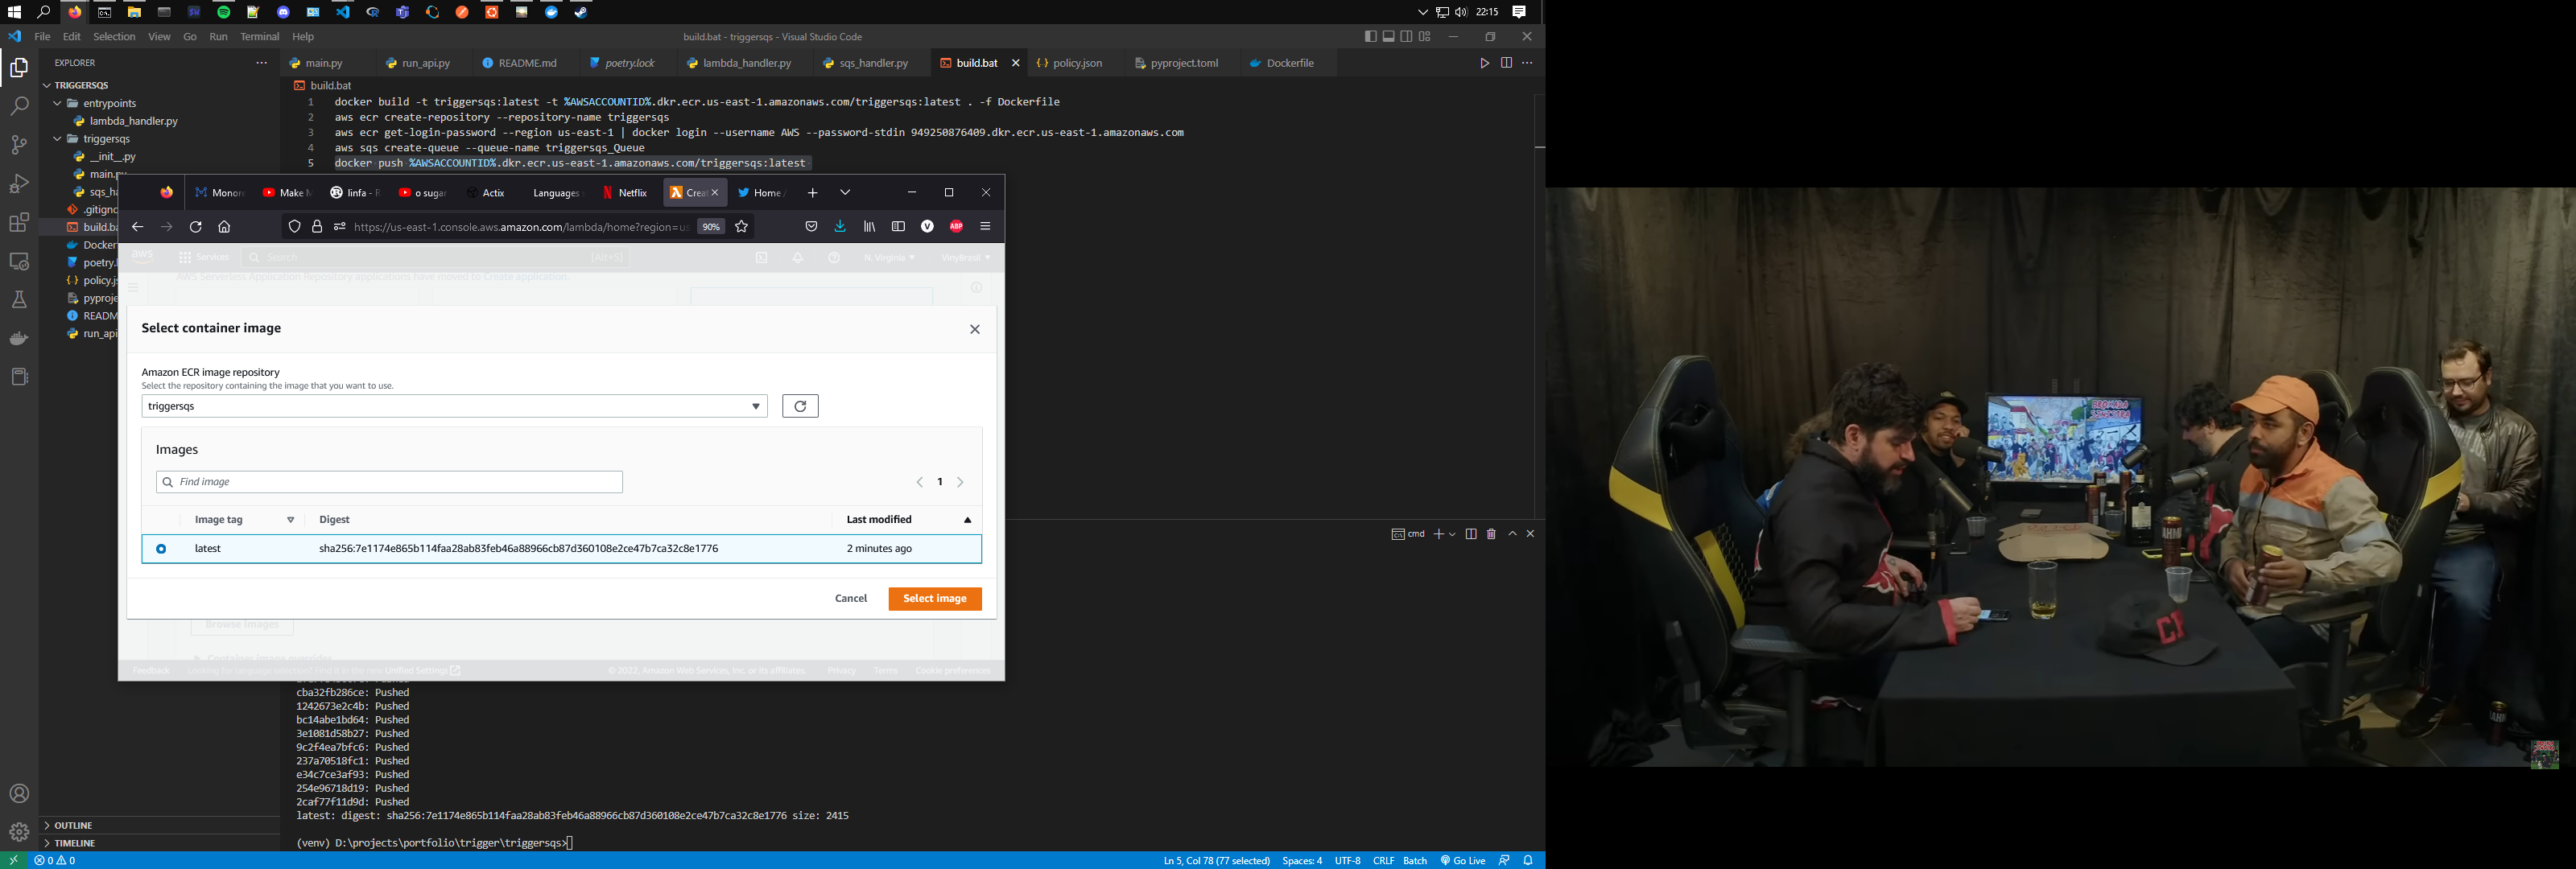 22:15
File Edit Selection View Go Run Terminal Help
build.bat - triggersqs - Visual Studio Code
EXPLORER
TRIGGERSQS
entrypoints
lambda_handler.py
triggersqs
__init__.py
main.py
sqs_ha
.gitigno
build.ba
Docker
poetry.l
policy.js
pyproje
README
run_api
OUTLINE
TIMELINE
main.py run_api.py README.md poetry.lock lambda_handler.py sqs_handler.py build.bat policy.json pyproject.toml Dockerfile
build.bat
1 docker build -t triggersqs:latest -t %AWSACCOUNTID%.dkr.ecr.us-east-1.amazonaws.com/triggersqs:latest . -f Dockerfile
2 aws ecr create-repository --repository-name triggersqs
3 aws ecr get-login-password --region us-east-1 | docker login --username AWS --password-stdin 949250876409.dkr.ecr.us-east-1.amazonaws.com
4 aws sqs create-queue --queue-name triggersqs_Queue
5 docker push %AWSACCOUNTID%.dkr.ecr.us-east-1.amazonaws.com/triggersqs:latest
Monor Make M linfa - R o sugar Actix Languages Netflix Creat Home /
https://us-east-1.console.aws.amazon.com/lambda/home?region=us 90% V ABP
aws Services Search [Alt+S] N. Virginia VinyBrasil
AWS Serverless Application Repository applications have moved to Create application.
Select container image
Amazon ECR image repository
Select the repository containing the image that you want to use.
triggersqs
Images
Find image
1
Image tag Digest Last modified
latest sha256:7e1174e865b114faa28ab83feb46a88966cb87d360108e2ce47b7ca32c8e1776 2 minutes ago
Cancel Select image
Browse images
Container image overrides
Feedback Unified Settings © 2022, Amazon Web Services, Inc. or its affiliates. Privacy Terms Cookie preferences
cmd
cba32fb286ce: Pushed
1242673e2c4b: Pushed
bc14abe1bd64: Pushed
3e1081d58b27: Pushed
9c2f4ea7bfc6: Pushed
237a70518fc1: Pushed
e34c7ce3af93: Pushed
254e96718d19: Pushed
2caf77f11d9d: Pushed
latest: digest: sha256:7e1174e865b114faa28ab83feb46a88966cb87d360108e2ce47b7ca32c8e1776 size: 2415
(venv) D:\projects\portfolio\trigger\triggersqs>
0 0
Ln 5, Col 78 (77 selected) Spaces: 4 UTF-8 CRLF Batch Go Live